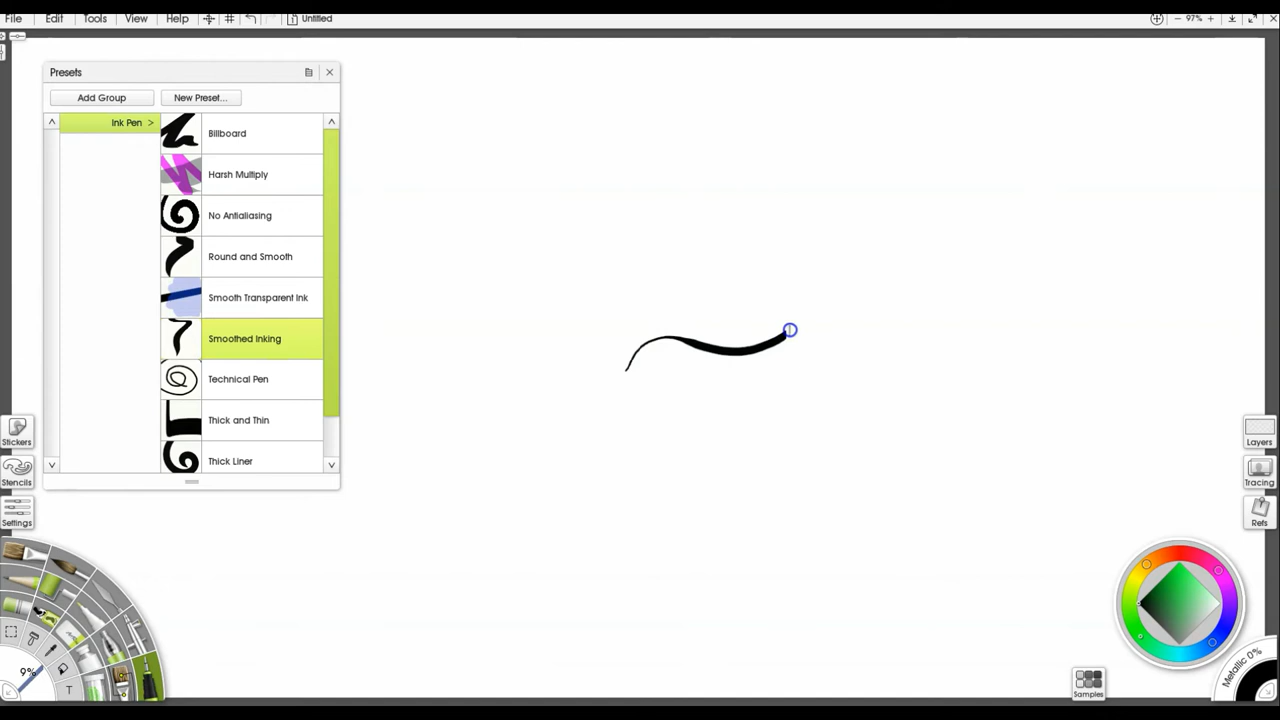 File Edit Tools View Help Untitled 97%
Presets
Add Group New Preset...
Ink Pen >
Billboard
Harsh Multiply
No Antialiasing
Round and Smooth
Smooth Transparent Ink
Smoothed Inking
Technical Pen
Thick and Thin
Thick Liner
Stickers
Stencils
Settings
9%
T
Layers
Tracing
Refs
Metallic 0%
Samples